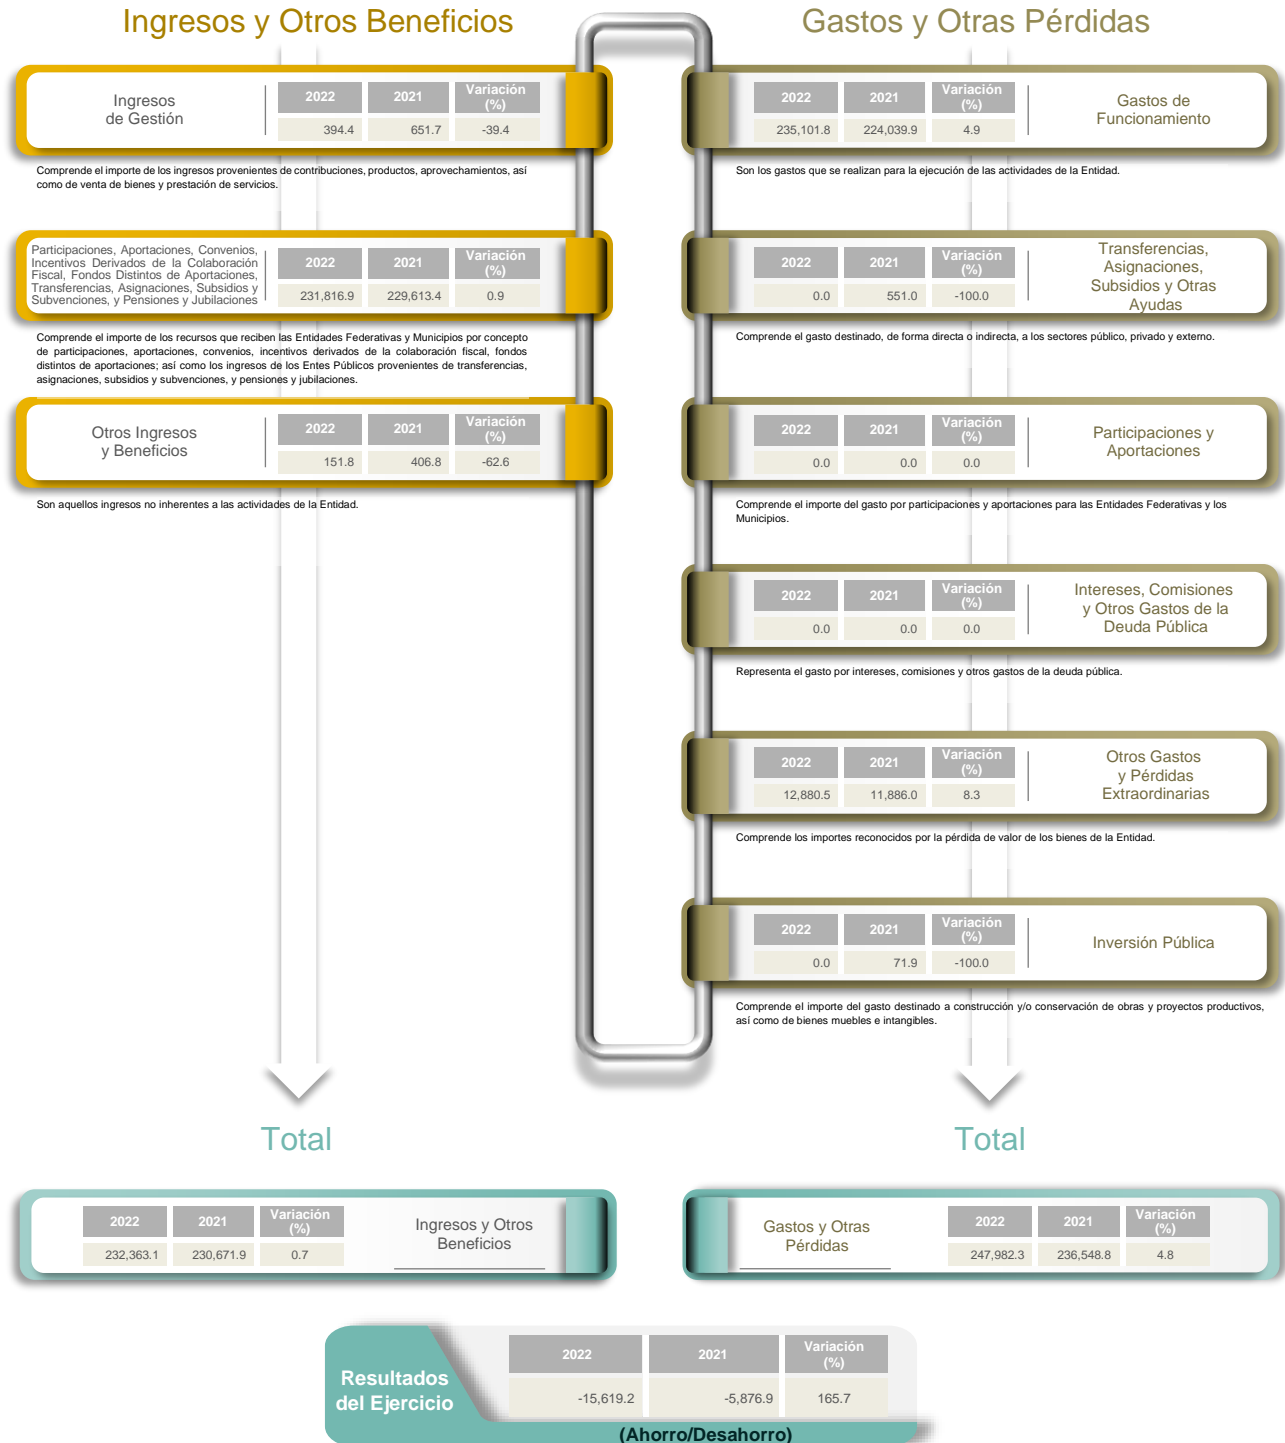 Ingresos y Otros Beneficios
Ingresos
de Gestión
2022 2021 Variación (%)
394.4 651.7 -39.4
Comprende el importe de los ingresos provenientes de contribuciones, productos, aprovechamientos, así
como de venta de bienes y prestación de servicios.
Participaciones, Aportaciones, Convenios,
Incentivos Derivados de la Colaboración
Fiscal, Fondos Distintos de Aportaciones,
Transferencias, Asignaciones, Subsidios y
Subvenciones, y Pensiones y Jubilaciones
2022 2021 Variación (%)
231,816.9 229,613.4 0.9
Comprende el importe de los recursos que reciben las Entidades Federativas y Municipios por concepto
de participaciones, aportaciones, convenios, incentivos derivados de la colaboración fiscal, fondos
distintos de aportaciones; así como los ingresos de los Entes Públicos provenientes de transferencias,
asignaciones, subsidios y subvenciones, y pensiones y jubilaciones.
Otros Ingresos
y Beneficios
2022 2021 Variación (%)
151.8 406.8 -62.6
Son aquellos ingresos no inherentes a las actividades de la Entidad.
Gastos y Otras Pérdidas
2022 2021 Variación (%)
235,101.8 224,039.9 4.9
Gastos de
Funcionamiento
Son los gastos que se realizan para la ejecución de las actividades de la Entidad.
2022 2021 Variación (%)
0.0 551.0 -100.0
Transferencias,
Asignaciones,
Subsidios y Otras
Ayudas
Comprende el gasto destinado, de forma directa o indirecta, a los sectores público, privado y externo.
2022 2021 Variación (%)
0.0 0.0 0.0
Participaciones y
Aportaciones
Comprende el importe del gasto por participaciones y aportaciones para las Entidades Federativas y los
Municipios.
2022 2021 Variación (%)
0.0 0.0 0.0
Intereses, Comisiones
y Otros Gastos de la
Deuda Pública
Representa el gasto por intereses, comisiones y otros gastos de la deuda pública.
2022 2021 Variación (%)
12,880.5 11,886.0 8.3
Otros Gastos
y Pérdidas
Extraordinarias
Comprende los importes reconocidos por la pérdida de valor de los bienes de la Entidad.
2022 2021 Variación (%)
0.0 71.9 -100.0
Inversión Pública
Comprende el importe del gasto destinado a construcción y/o conservación de obras y proyectos productivos,
así como de bienes muebles e intangibles.
Total
2022 2021 Variación (%)
232,363.1 230,671.9 0.7
Ingresos y Otros
Beneficios
Total
Gastos y Otras
Pérdidas
2022 2021 Variación (%)
247,982.3 236,548.8 4.8
Resultados
del Ejercicio
2022 2021 Variación (%)
-15,619.2 -5,876.9 165.7
(Ahorro/Desahorro)